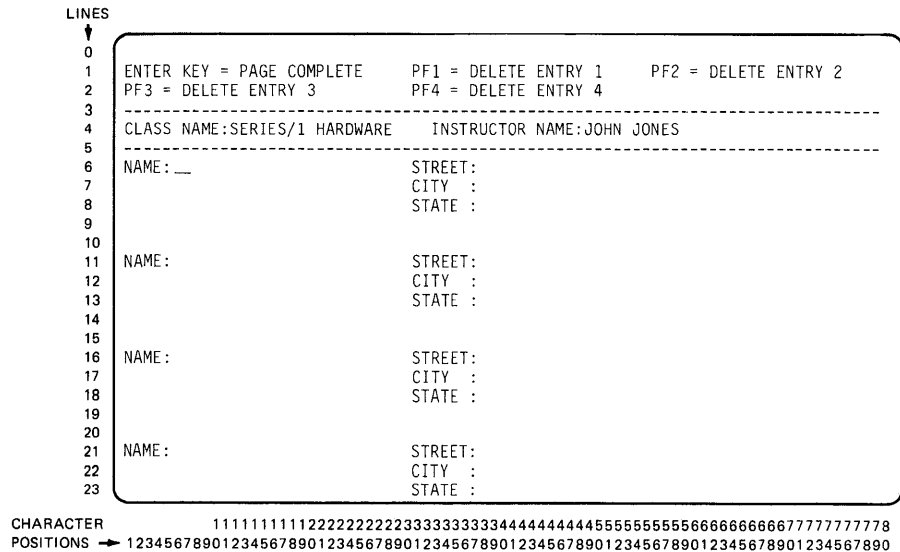 LINES
0
1 ENTER KEY = PAGE COMPLETE PF1 = DELETE ENTRY 1 PF2 = DELETE ENTRY 2
2 PF3 = DELETE ENTRY 3 PF4 = DELETE ENTRY 4
3 -------------------------------------------------------------------------------
4 CLASS NAME:SERIES/1 HARDWARE INSTRUCTOR NAME:JOHN JONES
5 -------------------------------------------------------------------------------
6 NAME:__ STREET:
7 CITY :
8 STATE :
9
10
11 NAME: STREET:
12 CITY :
13 STATE :
14
15
16 NAME: STREET:
17 CITY :
18 STATE :
19
20
21 NAME: STREET:
22 CITY :
23 STATE :
CHARACTER 11111111112222222222333333333344444444445555555555666666666677777777778
POSITIONS 12345678901234567890123456789012345678901234567890123456789012345678901234567890